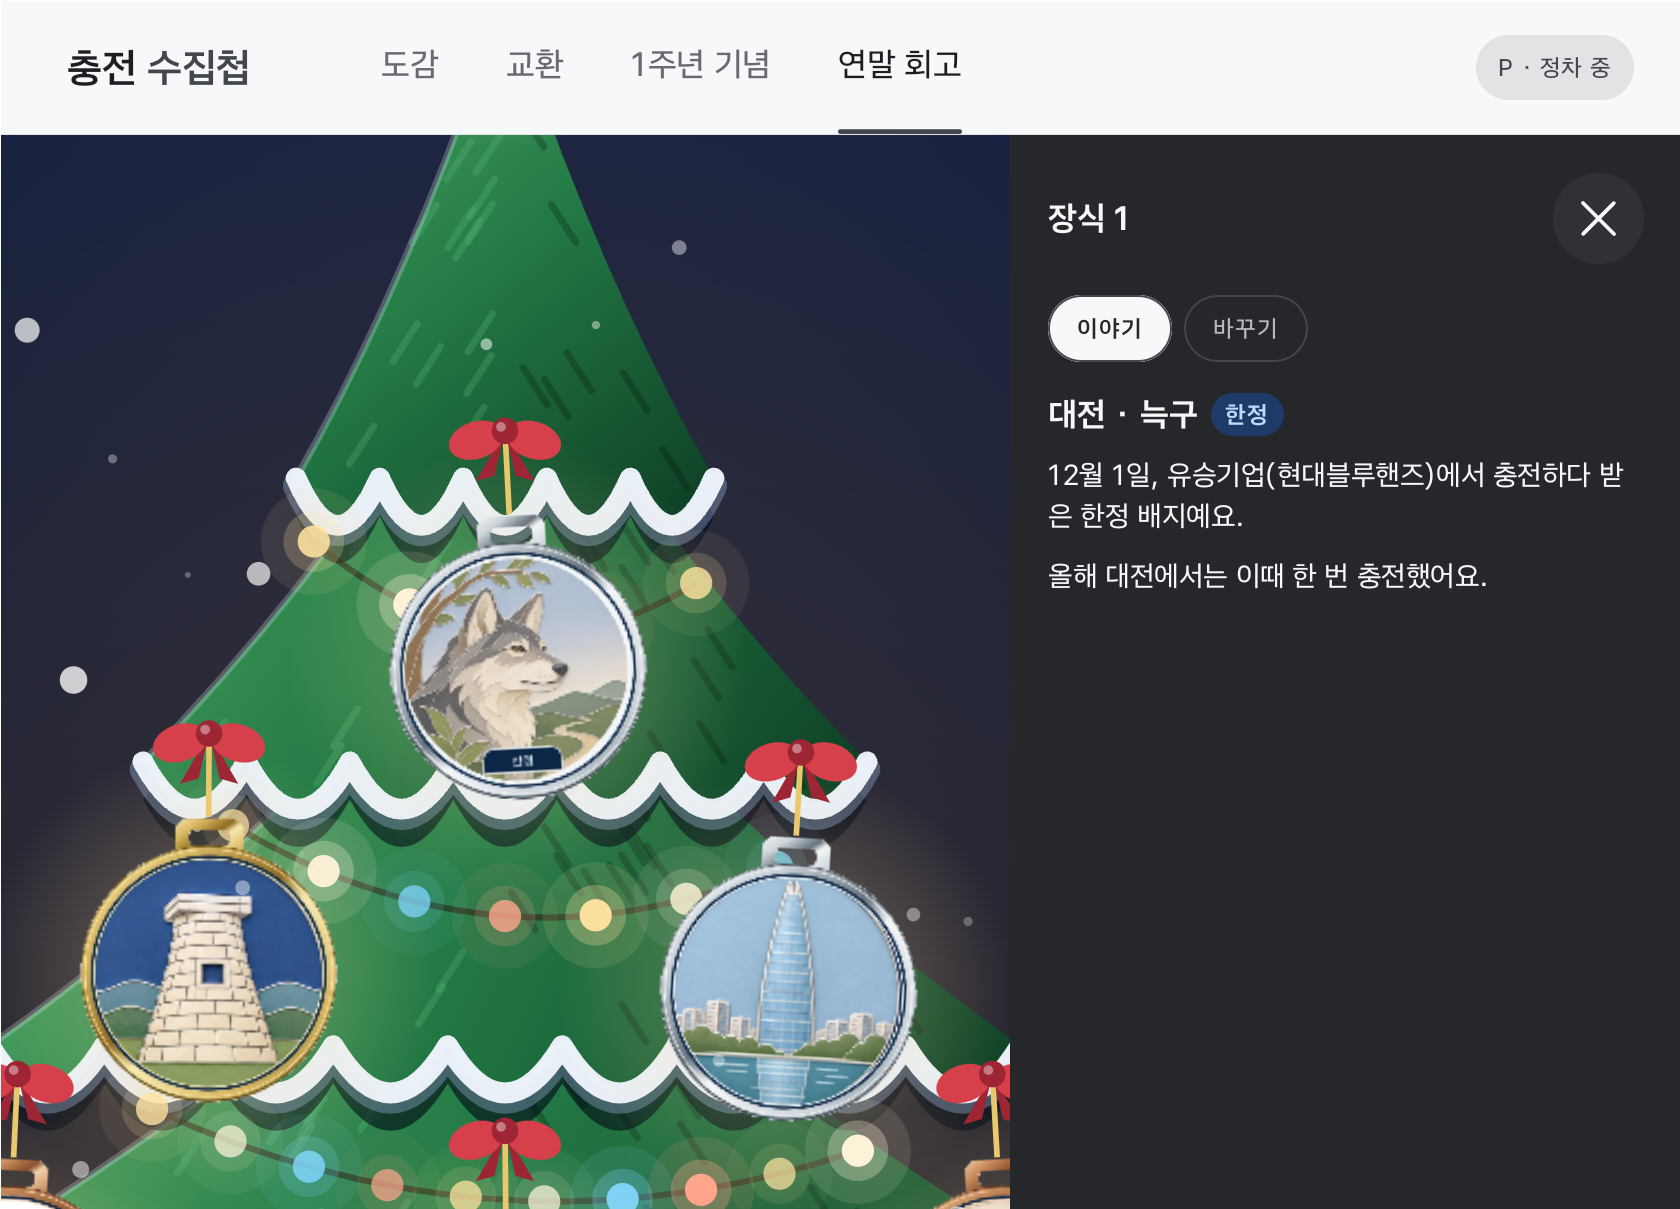 충전 수집첩
도감
교환
1주년 기념
연말 회고
P · 정차 중
장식 1
이야기
바꾸기
대전 · 늑구
한정
12월 1일, 유승기업(현대블루핸즈)에서 충전하다 받
은 한정 배지예요.
올해 대전에서는 이때 한 번 충전했어요.